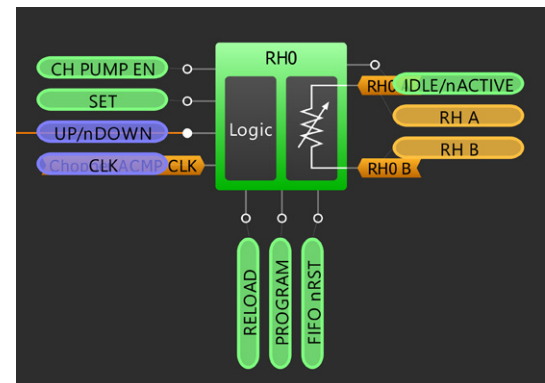 RH0
CH PUMP EN
RH0 IDLE/nACTIVE
SET
RH A
UP/nDOWN
Logic
RH B
CLK
ACMP CLK
RH0 B
RELOAD
PROGRAM
FIFO nRST